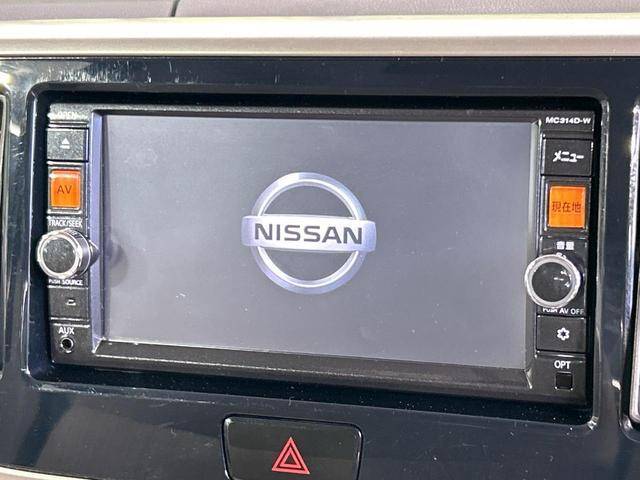 OPEN
MC314D-W
メニュー
AV
現在地
TRACK/SEEK
音量
NISSAN
PUSH SOURCE
PUSH AV OFF
AUX
OPT